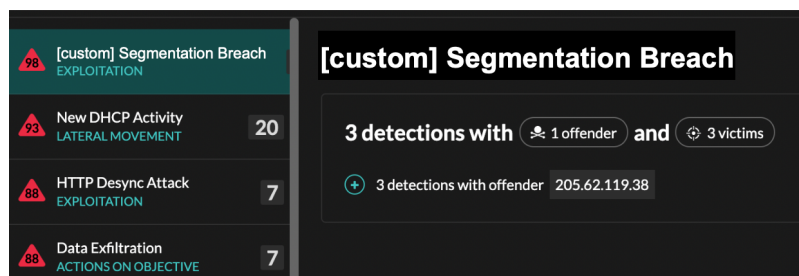 98
[custom] Segmentation Breach
EXPLOITATION
93
New DHCP Activity
LATERAL MOVEMENT
20
88
HTTP Desync Attack
EXPLOITATION
7
88
Data Exfiltration
ACTIONS ON OBJECTIVE
7
[custom] Segmentation Breach
3 detections with 1 offender and 3 victims
3 detections with offender 205.62.119.38